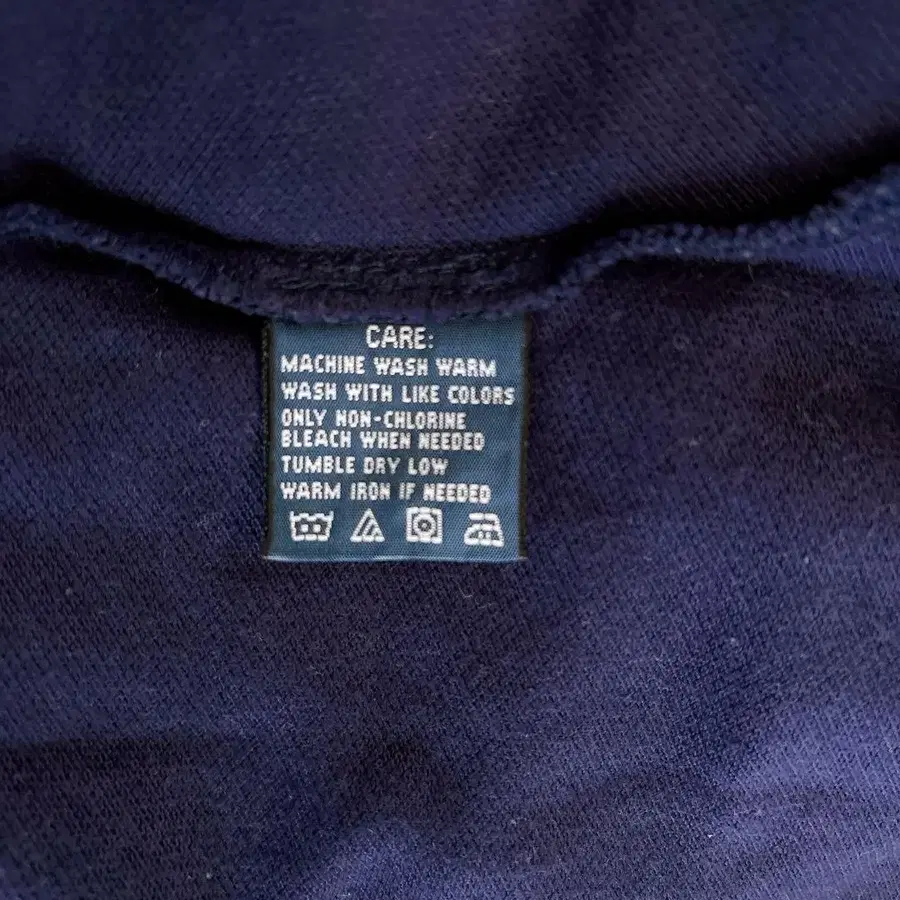 CARE:
MACHINE WASH WARM
WASH WITH LIKE COLORS
ONLY NON-CHLORINE
BLEACH WHEN NEEDED
TUMBLE DRY LOW
WARM IRON IF NEEDED